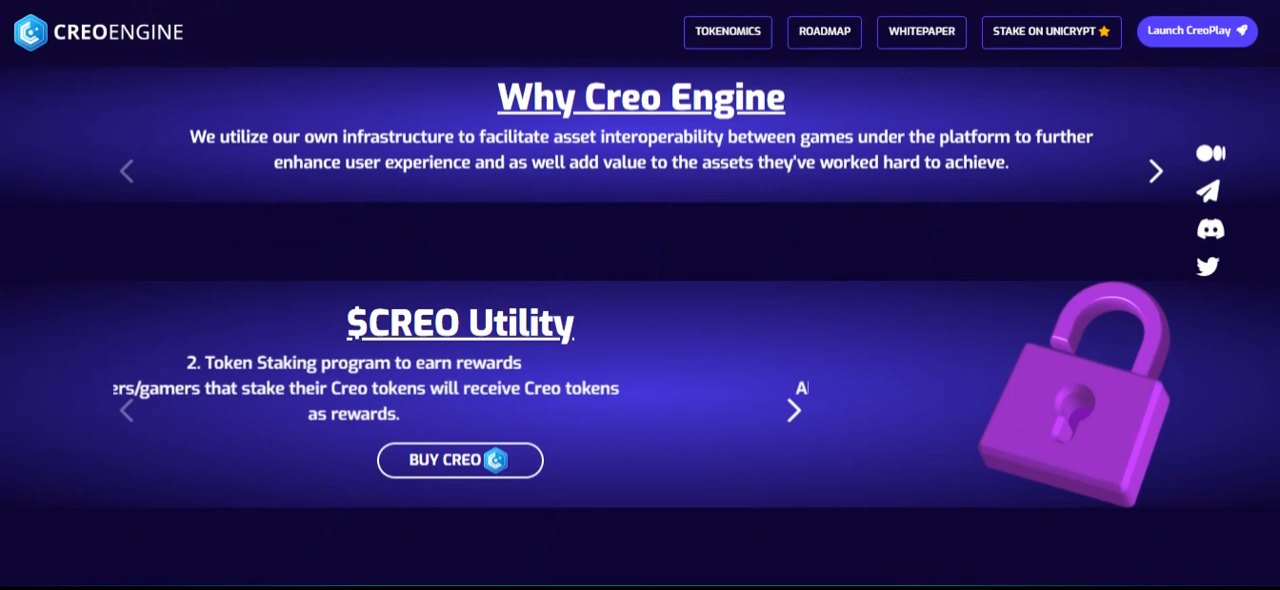 CREOENGINE
TOKENOMICS
ROADMAP
WHITEPAPER
STAKE ON UNICRYPT
Launch CreoPlay
Why Creo Engine
We utilize our own infrastructure to facilitate asset interoperability between games under the platform to further
enhance user experience and as well add value to the assets they've worked hard to achieve.
$CREO Utility
2. Token Staking program to earn rewards
ers/gamers that stake their Creo tokens will receive Creo tokens
as rewards.
BUY CREO